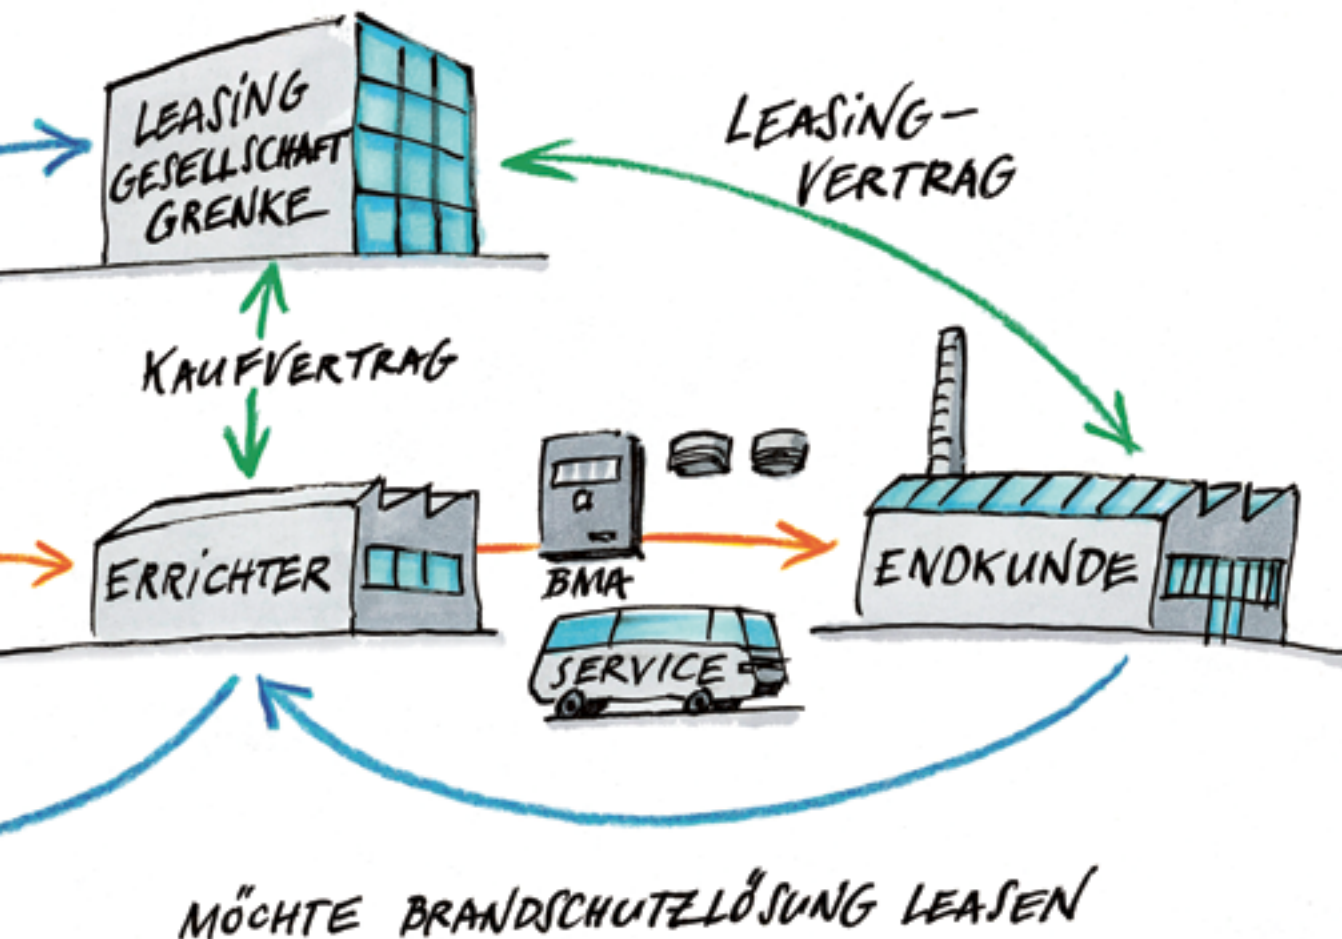 LEASING
GESELLSCHAFT
GRENKE
LEASING-
VERTRAG
KAUFVERTRAG
ERRICHTER
BMA
SERVICE
ENDKUNDE
MÖCHTE BRANDSCHUTZLÖSUNG LEASEN